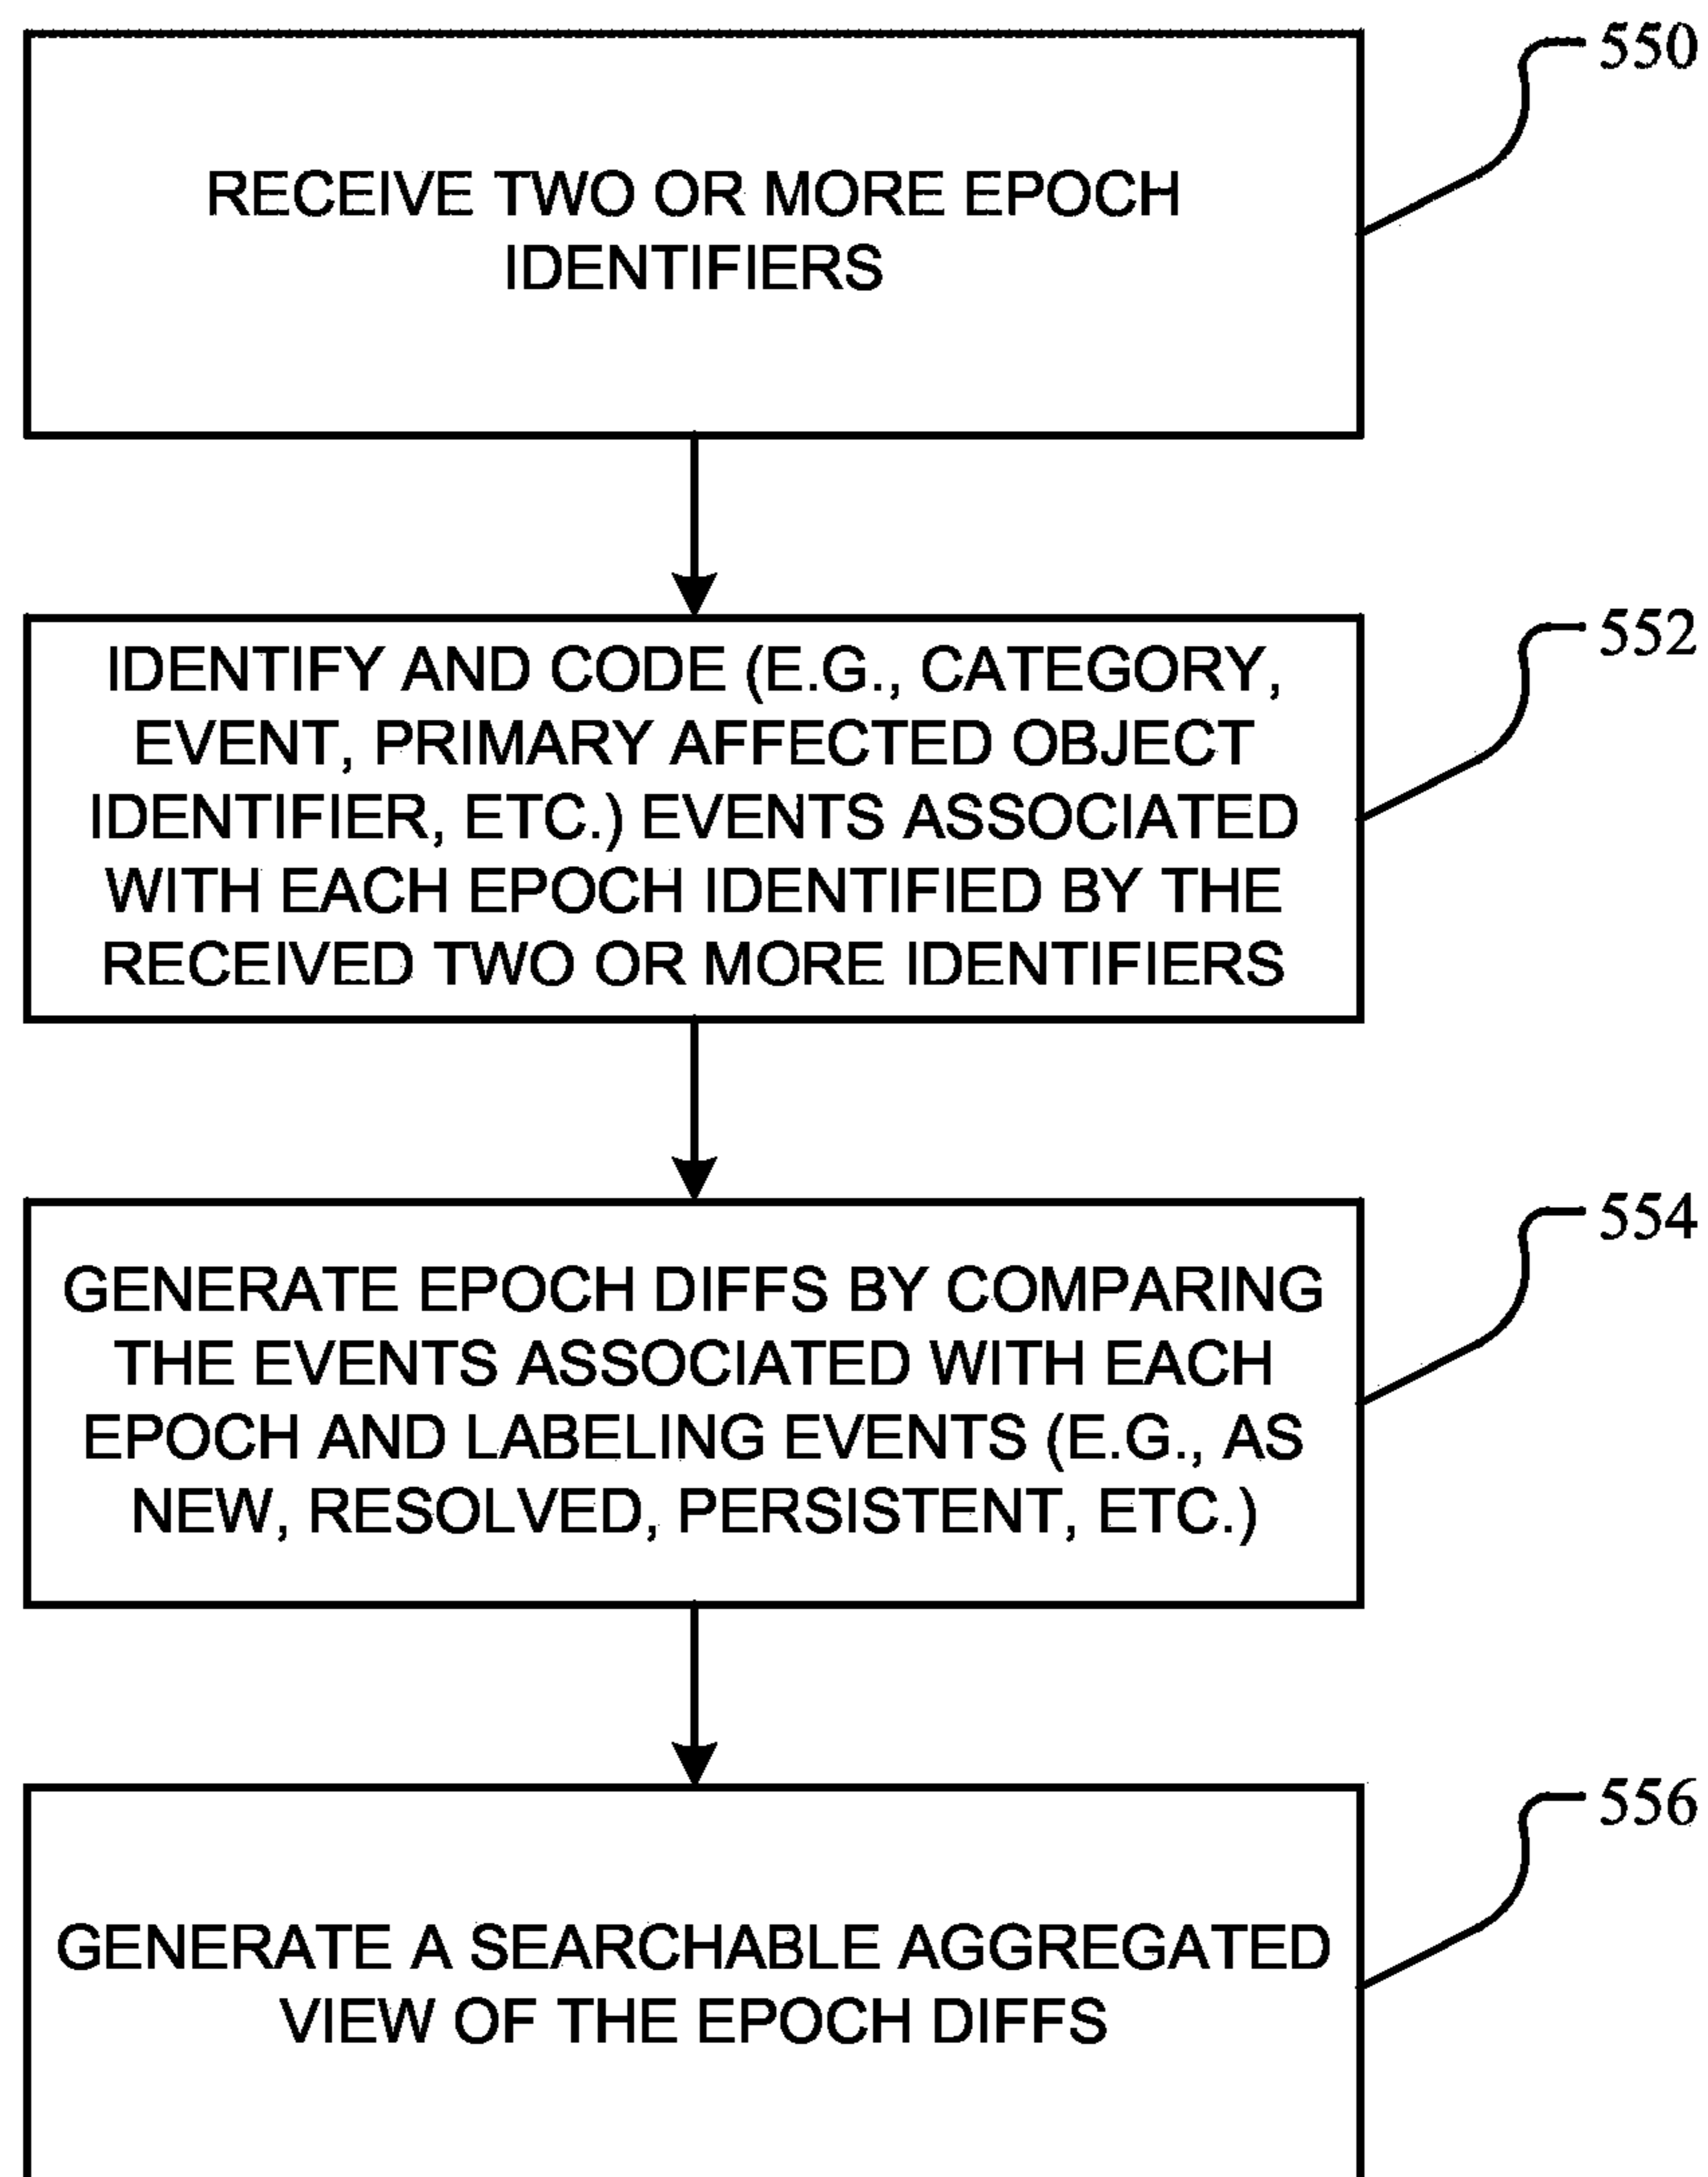 550
RECEIVE TWO OR MORE EPOCH
IDENTIFIERS
552
IDENTIFY AND CODE (E.G., CATEGORY,
EVENT, PRIMARY AFFECTED OBJECT
IDENTIFIER, ETC.) EVENTS ASSOCIATED
WITH EACH EPOCH IDENTIFIED BY THE
RECEIVED TWO OR MORE IDENTIFIERS
554
GENERATE EPOCH DIFFS BY COMPARING
THE EVENTS ASSOCIATED WITH EACH
EPOCH AND LABELING EVENTS (E.G., AS
NEW, RESOLVED, PERSISTENT, ETC.)
556
GENERATE A SEARCHABLE AGGREGATED
VIEW OF THE EPOCH DIFFS